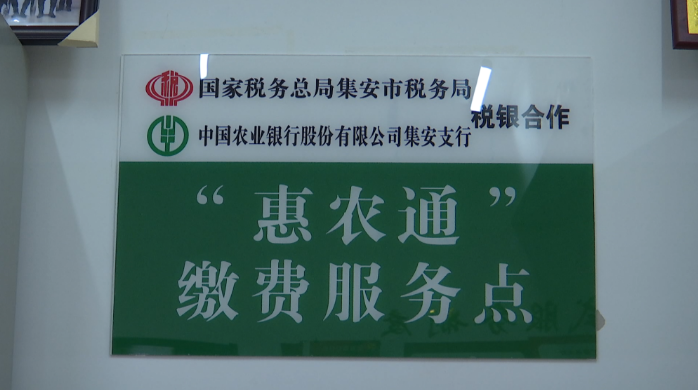 国家税务总局集安市税务局
中国农业银行股份有限公司集安支行
税银合作
“惠农通”
缴费服务点